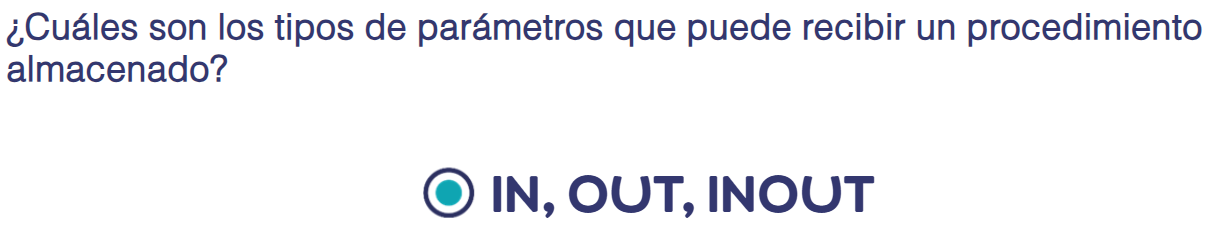 ¿Cuáles son los tipos de parámetros que puede recibir un procedimiento
almacenado?
IN, OUT, INOUT